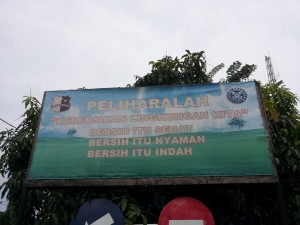 PELIHARALAH
"KEBERSIHAN LINGKUNGAN KITA"
BERSIH ITU SEHAT
BERSIH ITU NYAMAN
BERSIH ITU INDAH